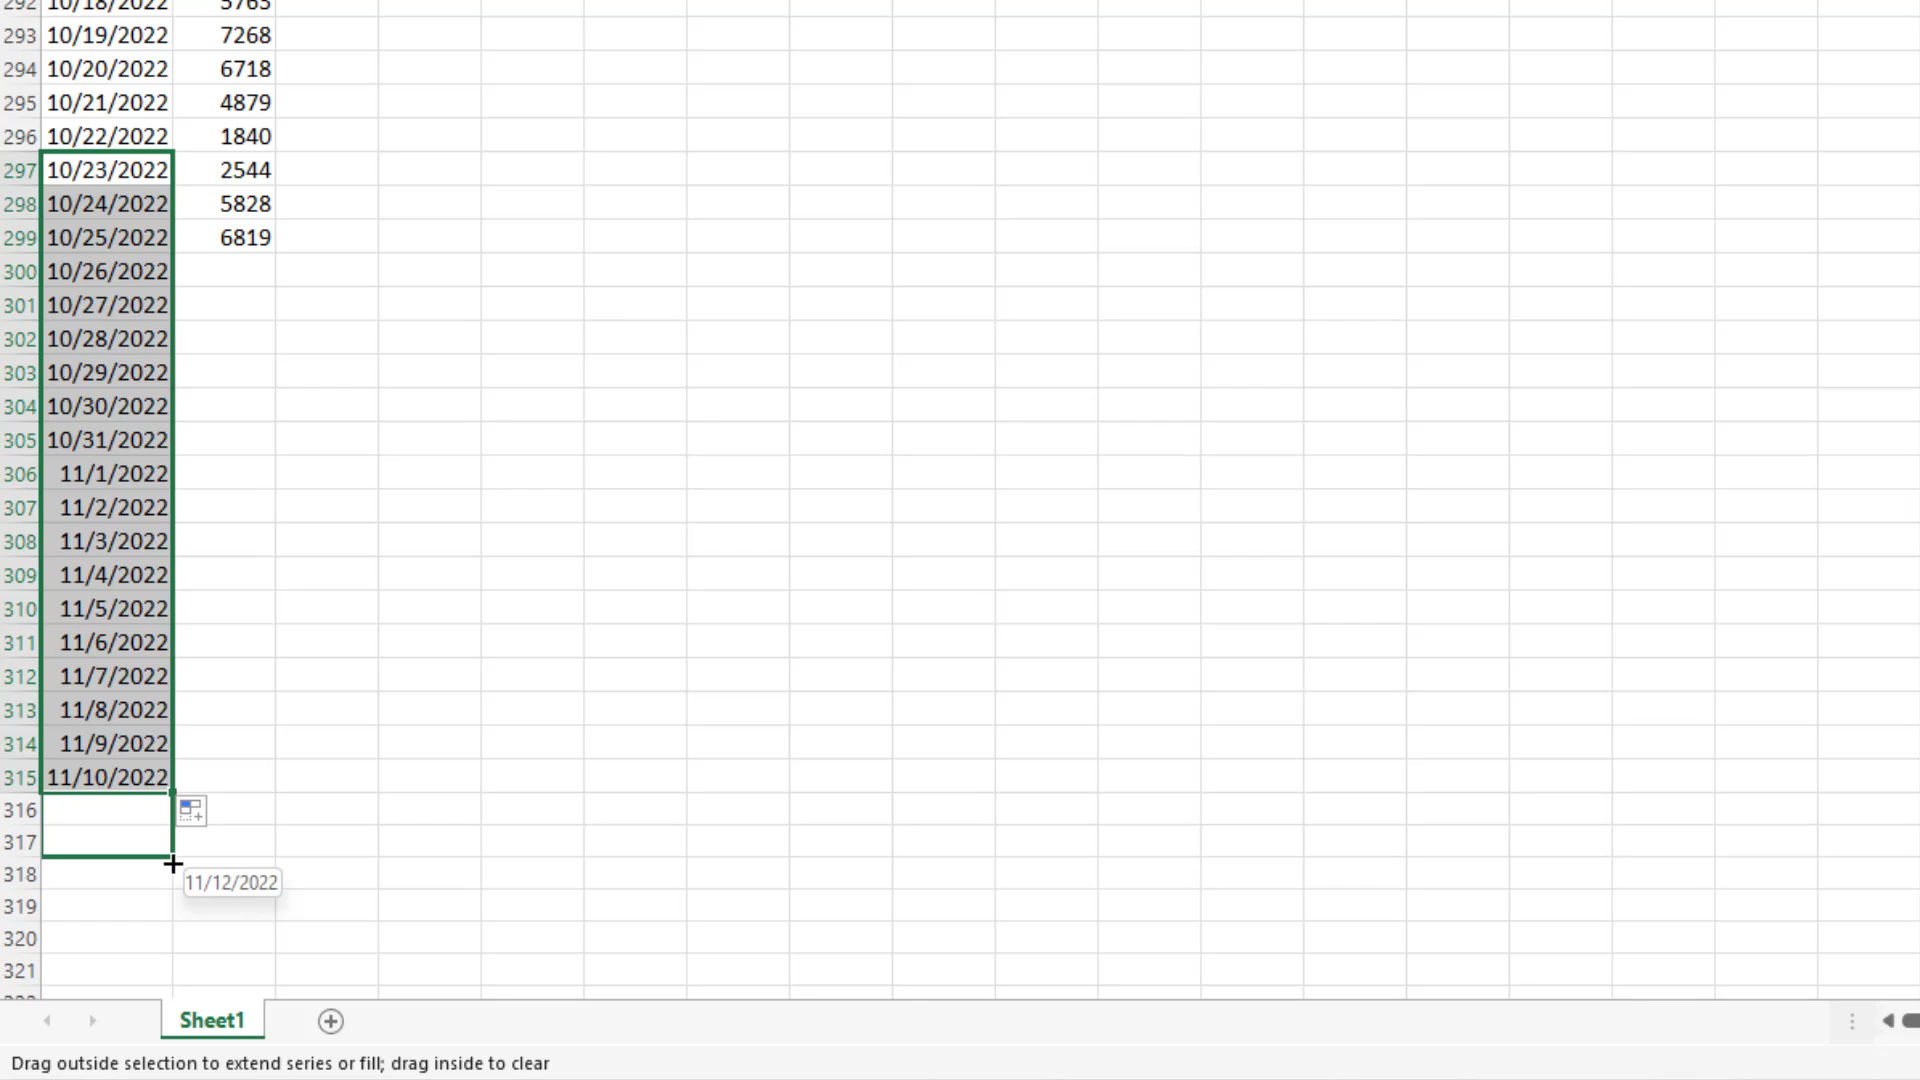 292 10/18/2022 5763
293 10/19/2022 7268
294 10/20/2022 6718
295 10/21/2022 4879
296 10/22/2022 1840
297 10/23/2022 2544
298 10/24/2022 5828
299 10/25/2022 6819
300 10/26/2022
301 10/27/2022
302 10/28/2022
303 10/29/2022
304 10/30/2022
305 10/31/2022
306 11/1/2022
307 11/2/2022
308 11/3/2022
309 11/4/2022
310 11/5/2022
311 11/6/2022
312 11/7/2022
313 11/8/2022
314 11/9/2022
315 11/10/2022
316
317
318
11/12/2022
319
320
321
Sheet1
Drag outside selection to extend series or fill; drag inside to clear